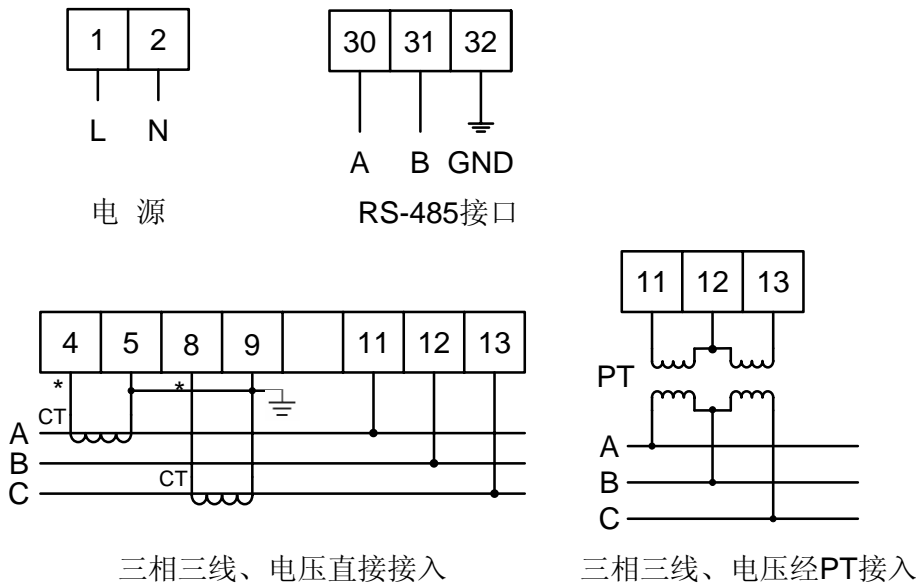 1 2
30 31 32
L N
A B GND
电 源
RS-485接口
11 12 13
4 5 8 9 11 12 13
PT
* *
CT
A
B
CT
C
A
B
C
三相三线、电压直接接入
三相三线、电压经PT接入